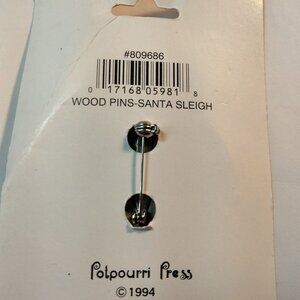 #809686
0 17168 05981 8
WOOD PINS-SANTA SLEIGH
Potpourri Press
© 1994